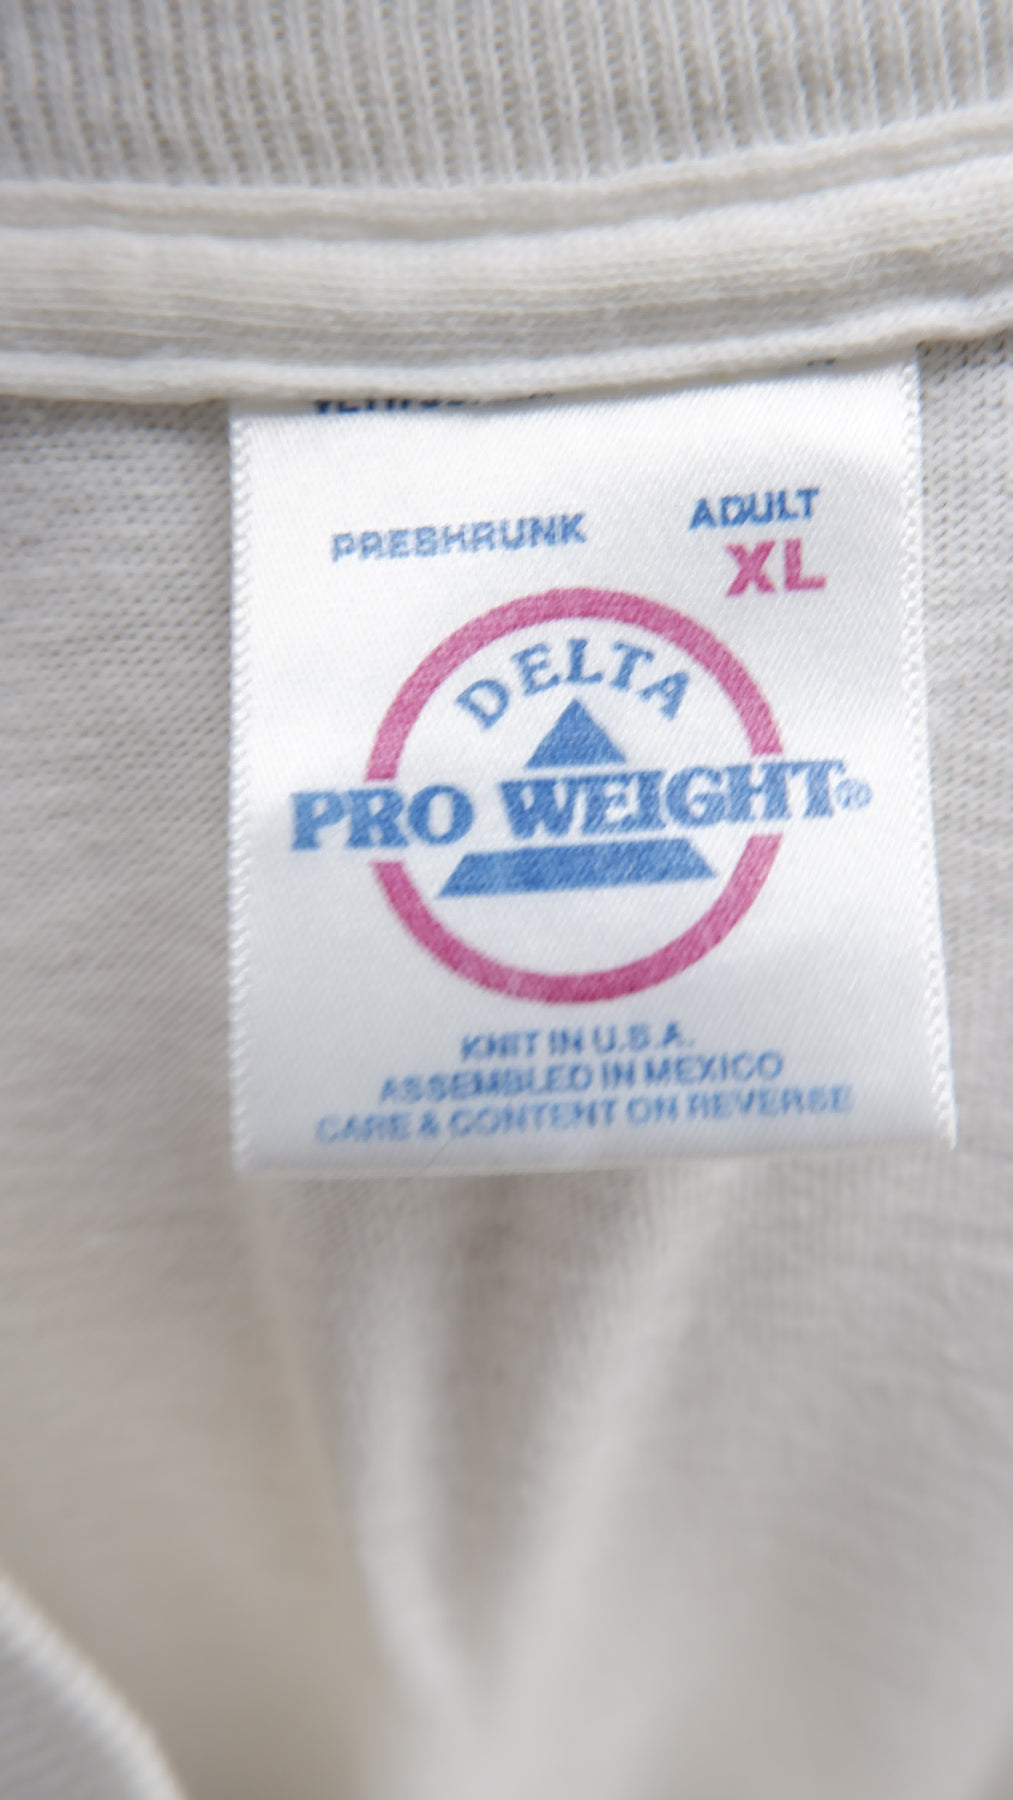 PRESHRUNK
ADULT
XL
DELTA
PRO WEIGHT®
KNIT IN U.S.A.
ASSEMBLED IN MEXICO
CARE & CONTENT ON REVERSE